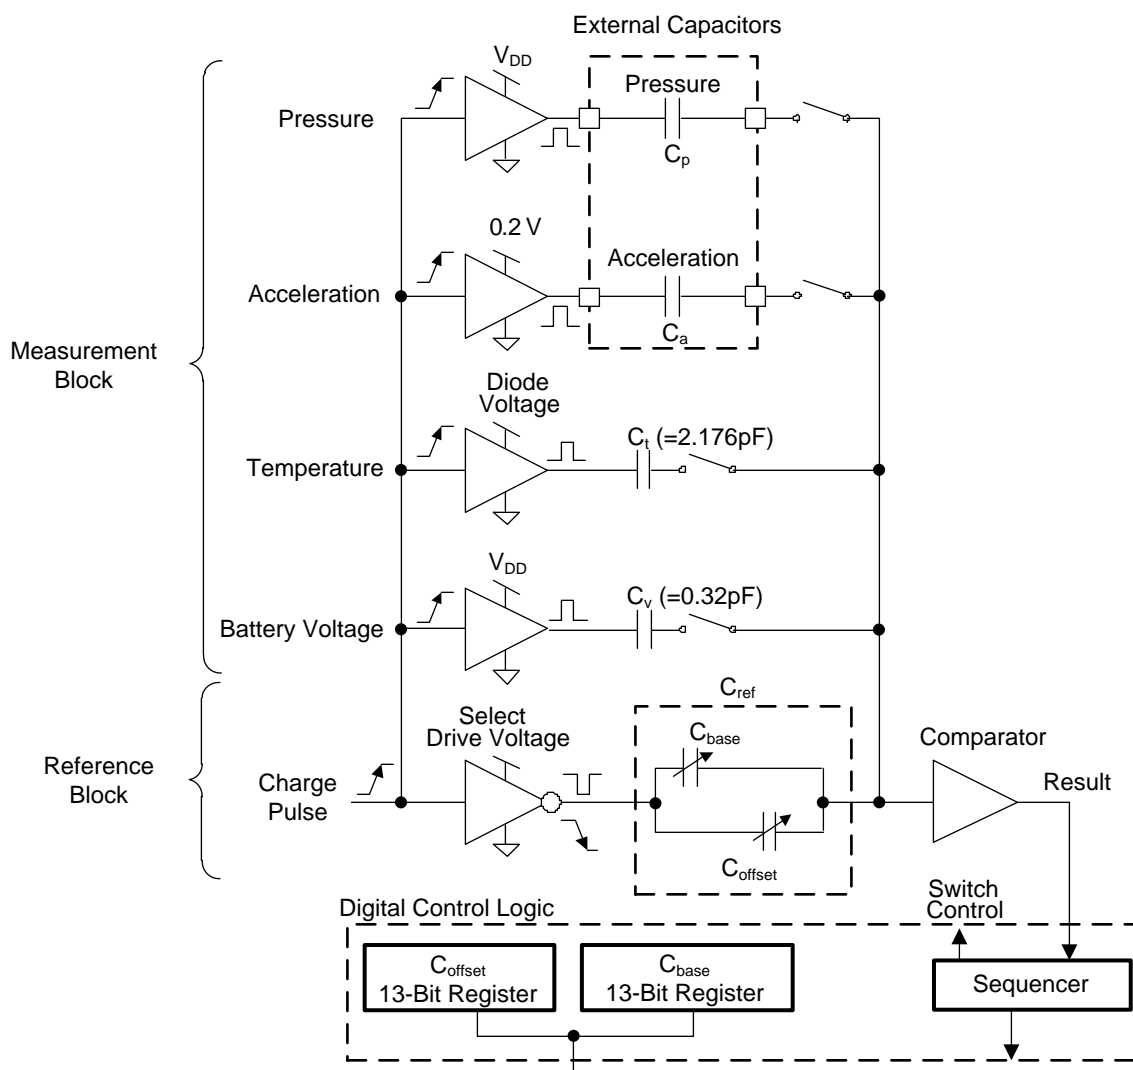 External Capacitors
V_DD
Pressure
Pressure
C_p
0.2 V
Acceleration
Acceleration
C_a
Measurement
Block
Diode
Voltage
Temperature
C_t (=2.176pF)
V_DD
C_v (=0.32pF)
Battery Voltage
C_ref
Select
Drive Voltage
C_base
Comparator
Reference
Block
Charge
Pulse
Result
C_offset
Switch
Control
Digital Control Logic
C_offset
13-Bit Register
C_base
13-Bit Register
Sequencer